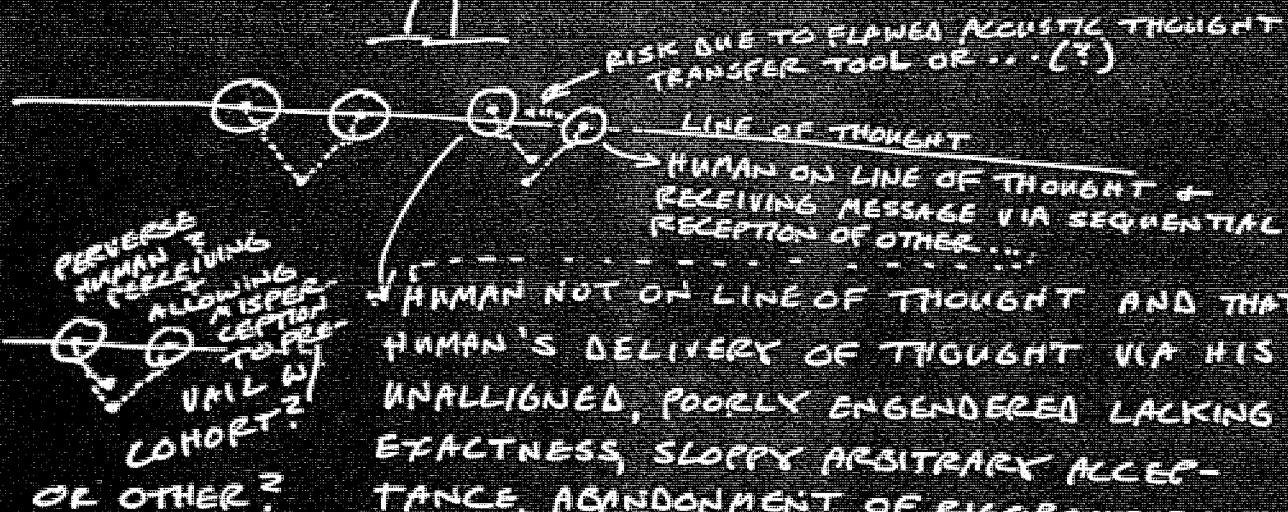 RISK DUE TO FLAWED ACCUSTIC THOUGHT
TRANSFER TOOL OR... (?)
LINE OF THOUGHT
HUMAN ON LINE OF THOUGHT &
RECEIVING MESSAGE VIA SEQUENTIAL
RECEPTION OF OTHER...
PERVERSE
HUMAN?
PERCEIVING
+
ALLOWING
MISPER-
CEPTION
TO PRE-
VAIL W/
COHORT?
OR OTHER?
HUMAN NOT ON LINE OF THOUGHT AND THAT
HUMAN'S DELIVERY OF THOUGHT VIA HIS
UNALLIGNED, POORLY ENGENDERED LACKING
EXACTNESS, SLOPPY ARBITRARY ACCEP-
TANCE, ABANDONMENT OF